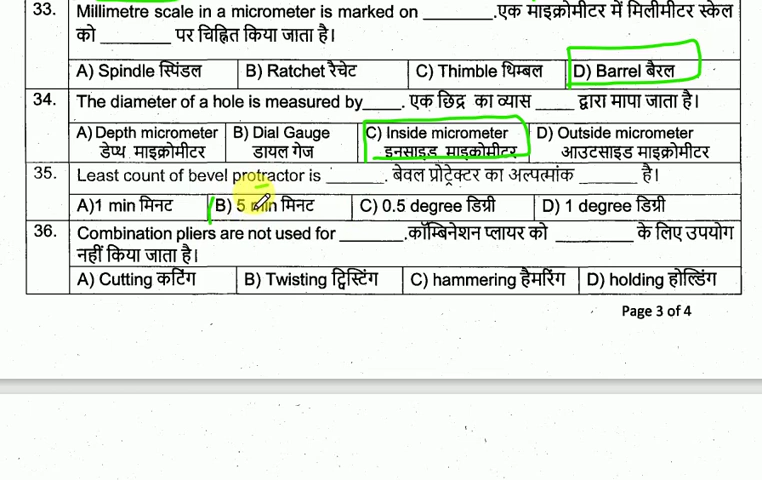 33. Millimetre scale in a micrometer is marked on ________.एक माइक्रोमीटर में मिलीमीटर स्केल
को ________ पर चिह्नित किया जाता है।
A) Spindle स्पिंडल B) Ratchet रैचेट C) Thimble थिम्बल D) Barrel बैरल
34. The diameter of a hole is measured by____. एक छिद्र का व्यास ____ द्वारा मापा जाता है।
A) Depth micrometer B) Dial Gauge C) Inside micrometer D) Outside micrometer
डेप्थ माइक्रोमीटर डायल गेज इनसाइड माइक्रोमीटर आउटसाइड माइक्रोमीटर
35. Least count of bevel protractor is ______. बेवल प्रोट्रेक्टर का अल्पत्मांक ______ है।
A)1 min मिनट B) 5 min मिनट C) 0.5 degree डिग्री D) 1 degree डिग्री
36. Combination pliers are not used for _______.कॉम्बिनेशन प्लायर को ________ के लिए उपयोग
नहीं किया जाता है।
A) Cutting कटिंग B) Twisting ट्विस्टिंग C) hammering हैमरिंग D) holding होल्डिंग
Page 3 of 4